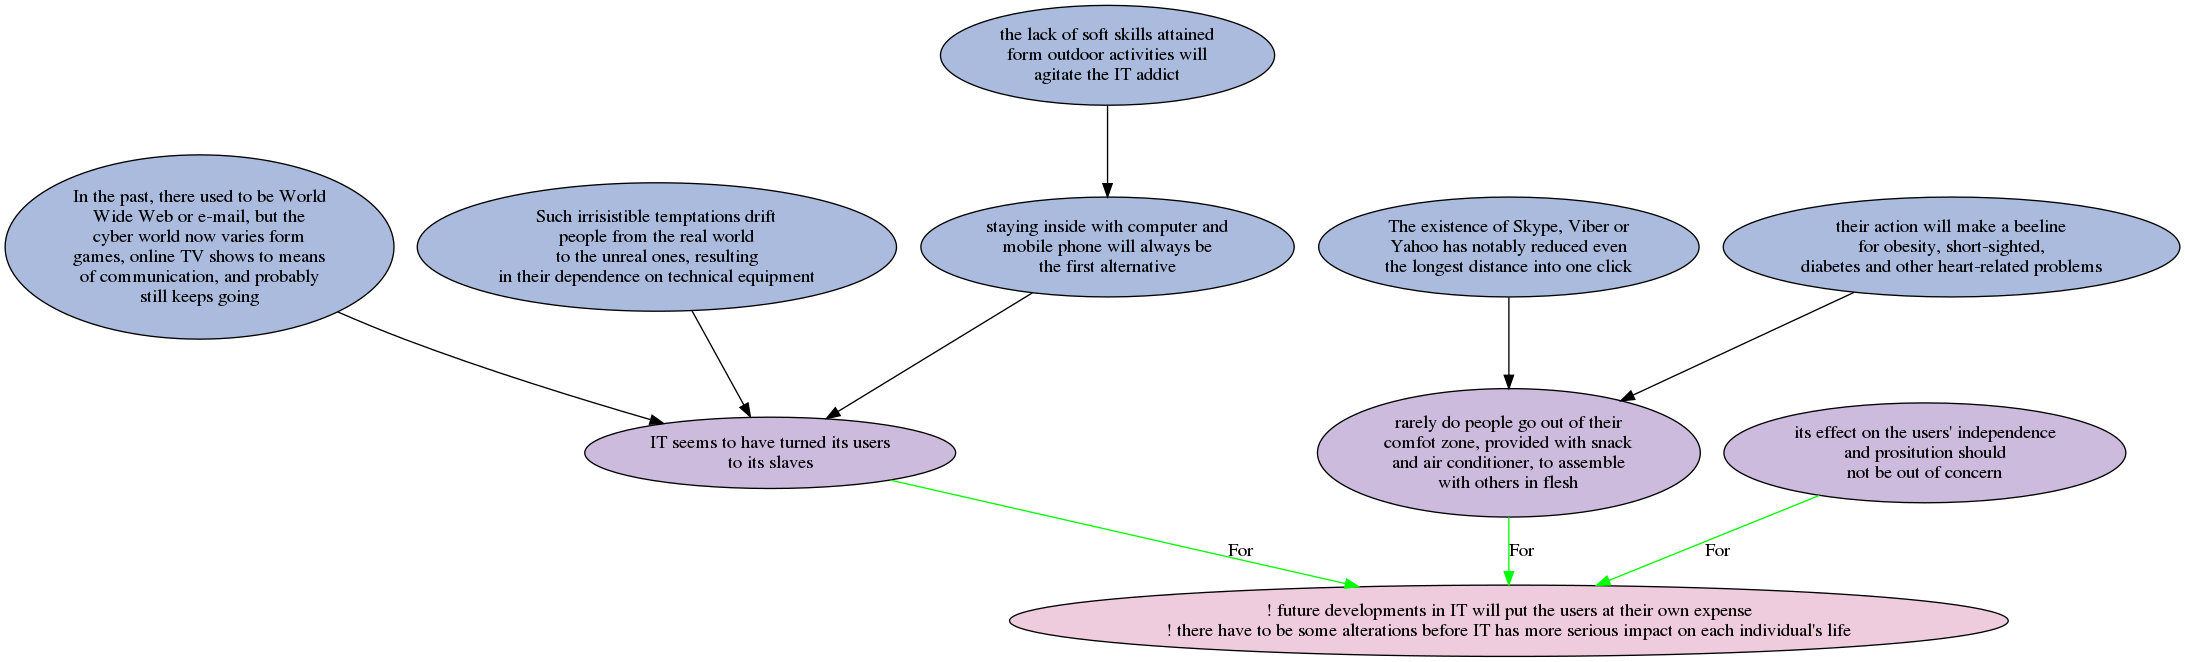 the lack of soft skills attained
form outdoor activities will
agitate the IT addict
In the past, there used to be World
Wide Web or e-mail, but the
cyber world now varies form
games, online TV shows to means
of communication, and probably
still keeps going
Such irrisistible temptations drift
people from the real world
to the unreal ones, resulting
in their dependence on technical equipment
staying inside with computer and
mobile phone will always be
the first alternative
The existence of Skype, Viber or
Yahoo has notably reduced even
the longest distance into one click
their action will make a beeline
for obesity, short-sighted,
diabetes and other heart-related problems
IT seems to have turned its users
to its slaves
rarely do people go out of their
comfot zone, provided with snack
and air conditioner, to assemble
with others in flesh
its effect on the users' independence
and prositution should
not be out of concern
For
For
For
! future developments in IT will put the users at their own expense
! there have to be some alterations before IT has more serious impact on each individual's life